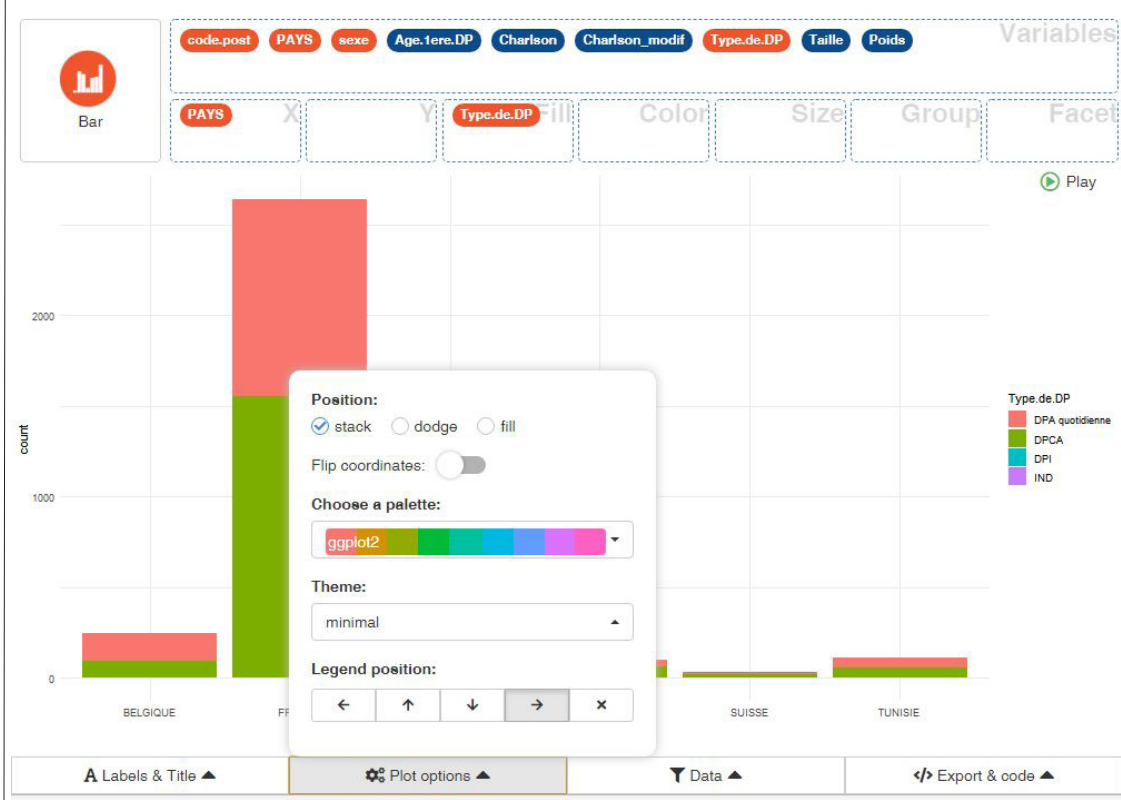 code.post PAYS sexe Age.1ere.DP Charlson Charlson_modif Type.de.DP Taille Poids Variables
Bar
PAYS X Y Type.de.DP Fill Color Size Group Facet
Play
2000
1000
0
count
Type.de.DP
DPA quotidienne
DPCA
DPI
IND
Position:
stack dodge fill
Flip coordinates:
Choose a palette:
ggplot2
Theme:
minimal
Legend position:
BELGIQUE SUISSE TUNISIE
A Labels & Title Plot options Data </> Export & code